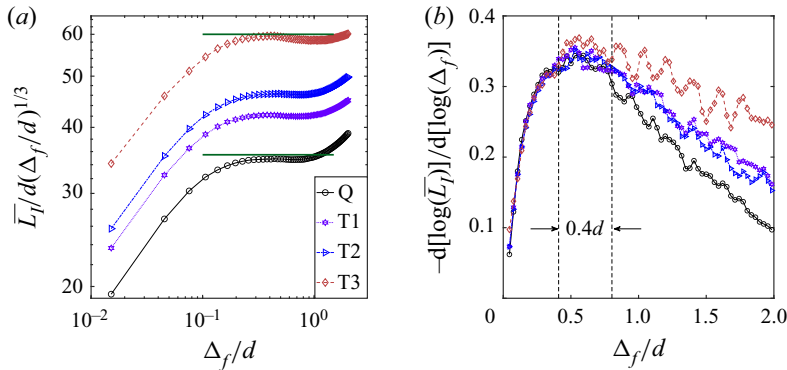 (a)
60
50
40
30
20
10⁻² 10⁻¹ 10⁰
Δ_f/d
L̅_I/d(Δ_f/d)^1/3
Q
T1
T2
T3
(b)
0.4
0.3
0.2
0.1
0 0.5 1.0 1.5 2.0
Δ_f/d
–d[log(L̅_I)]/d[log(Δ_f)]
0.4d